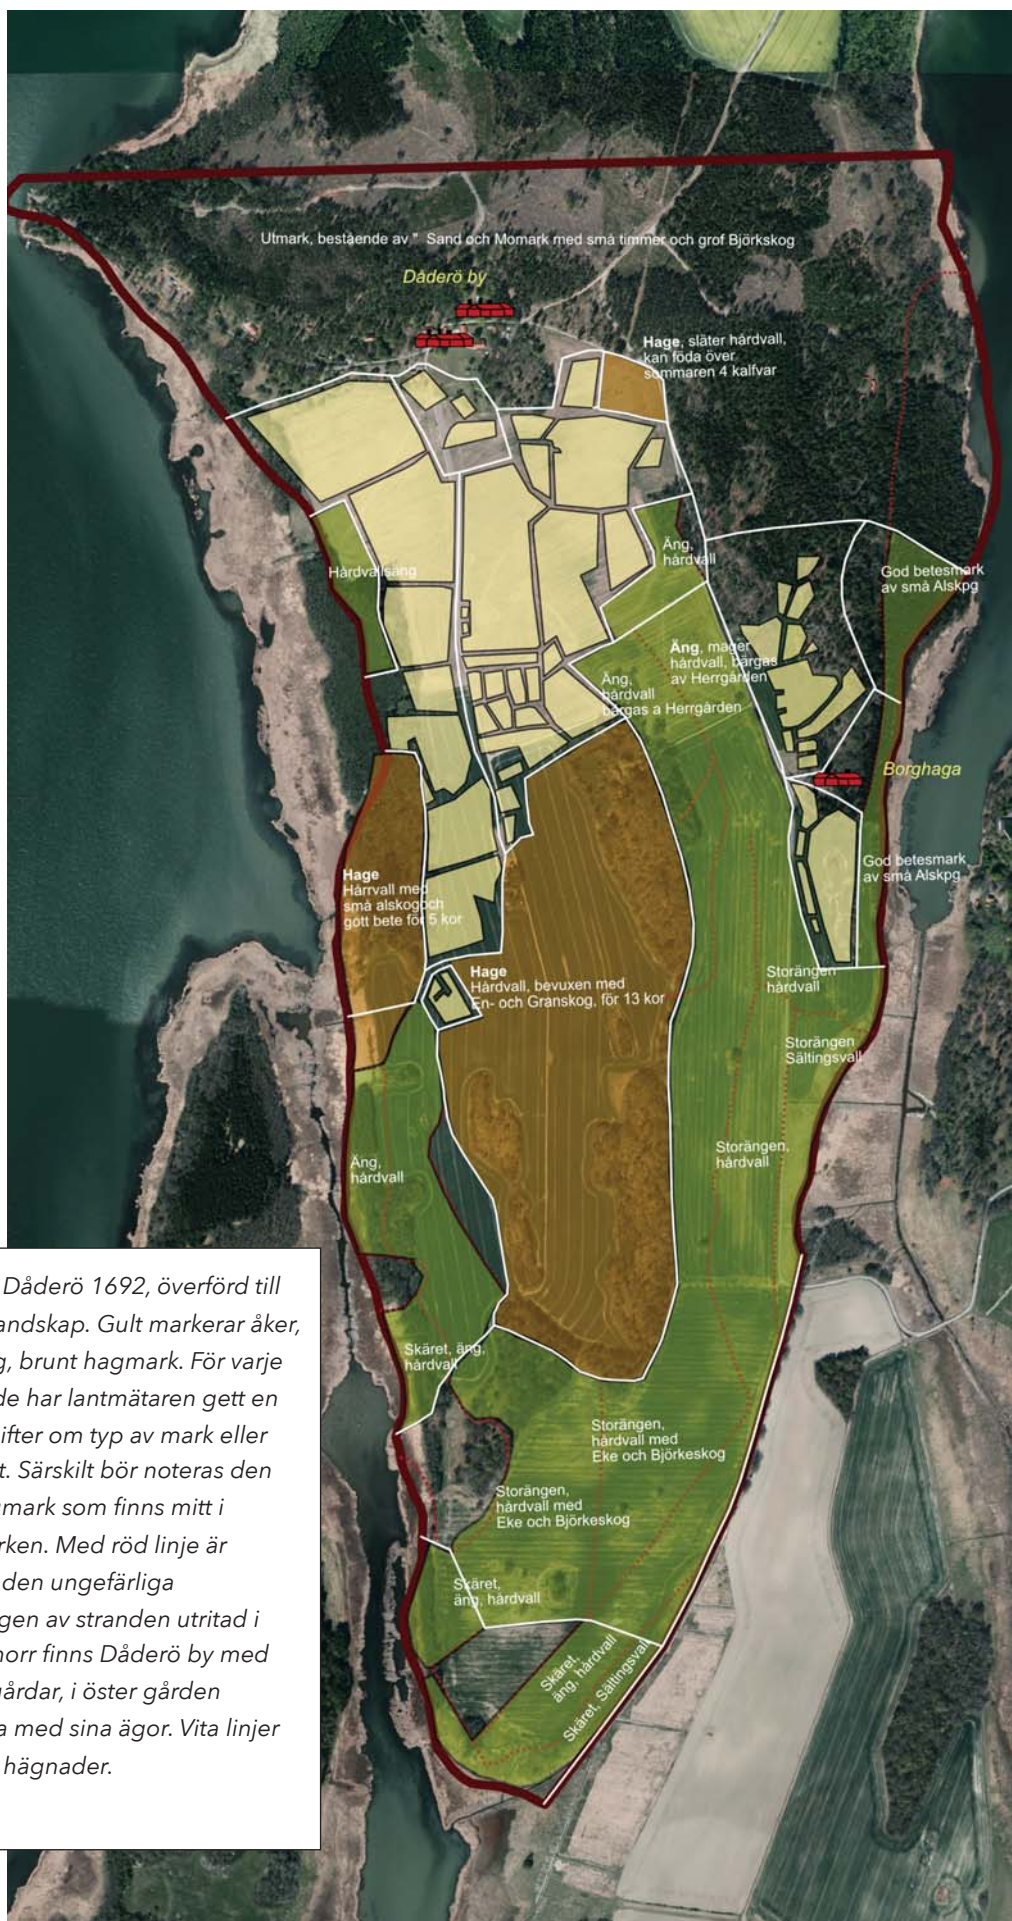 Utmark, bestående av " Sand och Momark med små timmer och grof Björkskog
Dåderö by
Hage, släter hårdvall,
kan föda över
sommaren 4 kalfvar
Äng,
hårdvall
Hårdvallsäng
God betesmark
av små Alskpg
Äng, mager
hårdvall, bärgas
av Herrgården
Äng,
hårdvall
bärgas a Herrgården
Borghaga
God betesmark
av små Alskpg
Hage
Hårrvall med
små alskogoch
gott bete för 5 kor
Hage
Hårdvall, bevuxen med
En- och Granskog, för 13 kor
Storängen
hårdvall
Storängen
Sältingsvall
Storängen,
hårdvall
Äng,
hårdvall
Skäret, äng,
hårdvall
Storängen,
hårdvall med
Eke och Björkeskog
Storängen,
hårdvall med
Eke och Björkeskog
Skäret,
äng, hårdvall
Skäret,
äng, hårdvall
Skäret, Sältingsvall
Dåderö 1692, överförd till
andskap. Gult markerar åker,
g, brunt hagmark. För varje
de har lantmätaren gett en
ifter om typ av mark eller
t. Särskilt bör noteras den
mark som finns mitt i
rken. Med röd linje är
den ungefärliga
gen av stranden utritad i
norr finns Dåderö by med
gårdar, i öster gården
a med sina ägor. Vita linjer
hägnader.